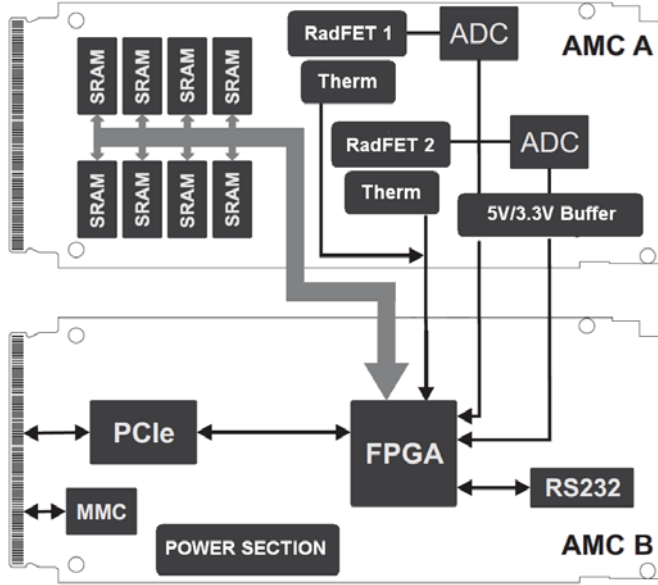 RadFET 1
ADC
AMC A
SRAM
SRAM
SRAM
SRAM
Therm
RadFET 2
ADC
SRAM
SRAM
SRAM
SRAM
Therm
5V/3.3V Buffer
PCIe
FPGA
RS232
MMC
POWER SECTION
AMC B